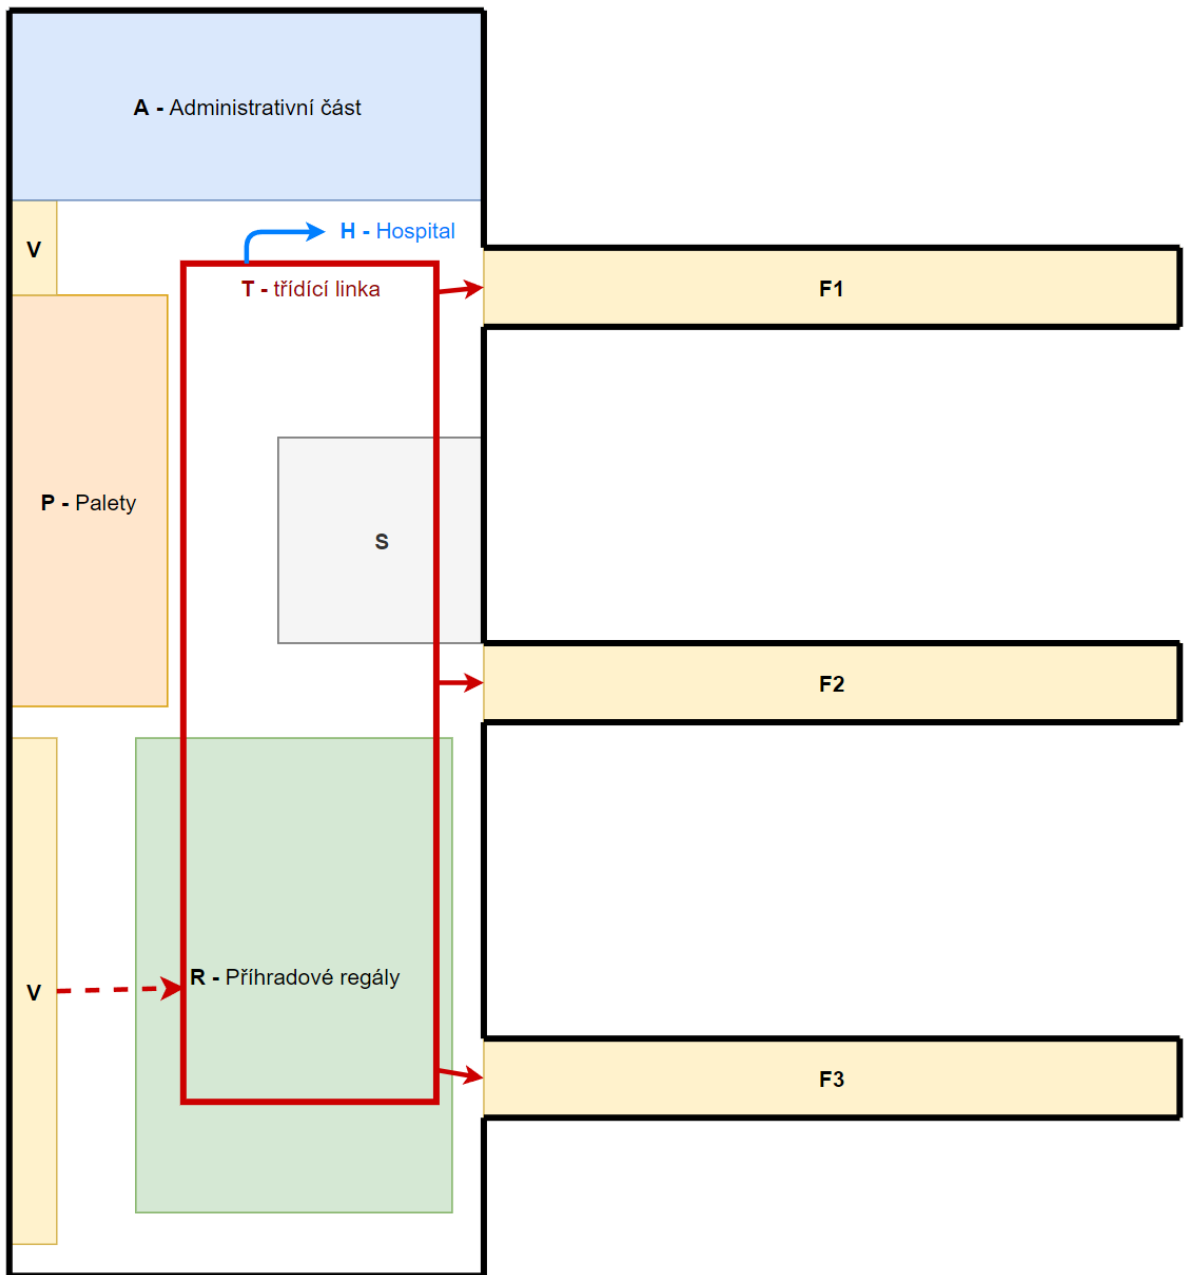 A - Administrativní část
V
H - Hospital
T - třídící linka
F1
P - Palety
S
F2
R - Příhradové regály
V
F3